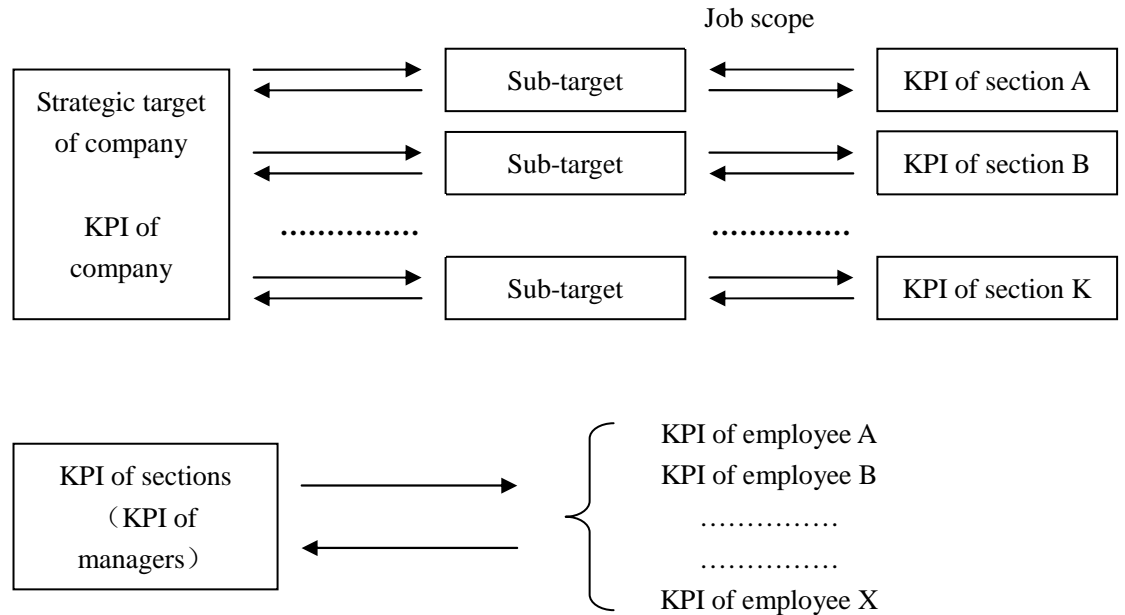 Job scope
Strategic target
of company
KPI of
company
Sub-target
KPI of section A
Sub-target
KPI of section B
……………
……………
Sub-target
KPI of section K
KPI of sections
（KPI of
managers）
KPI of employee A
KPI of employee B
……………
……………
KPI of employee X